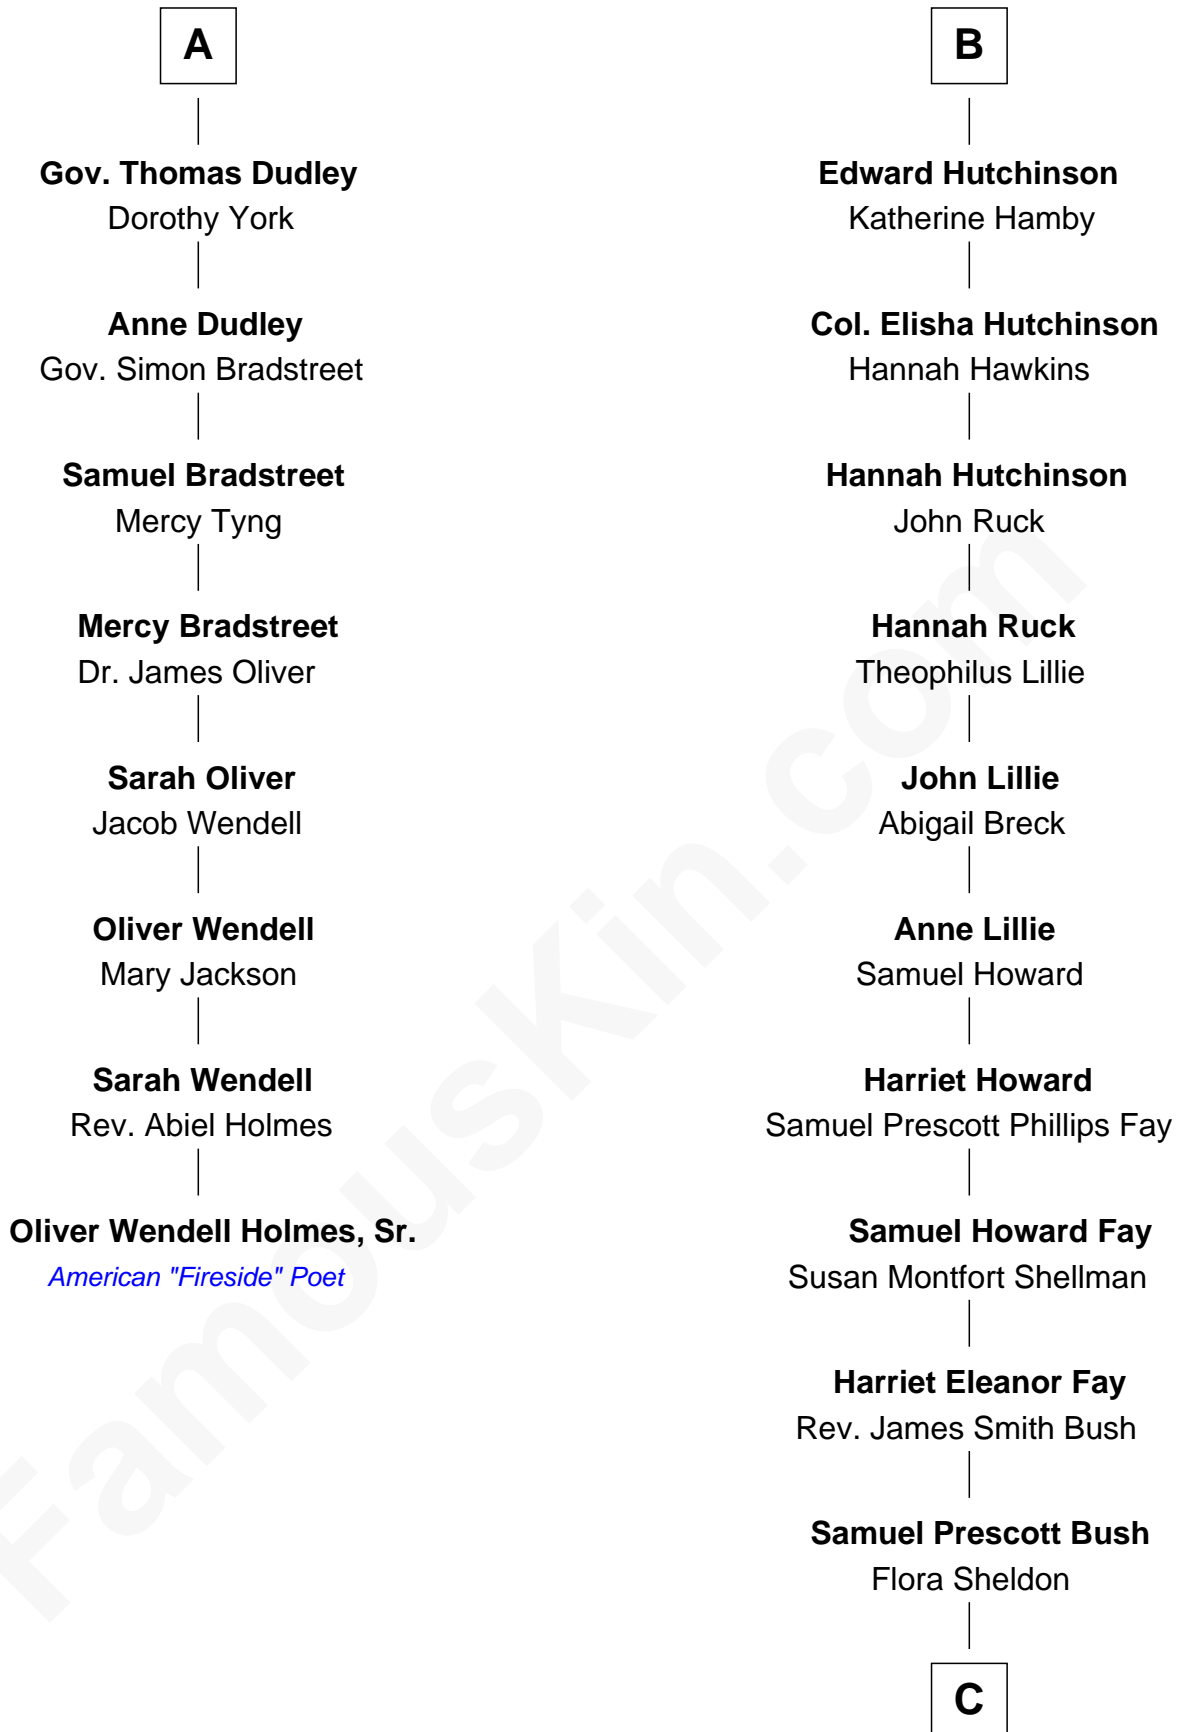 A
Gov. Thomas Dudley
Dorothy York
Anne Dudley
Gov. Simon Bradstreet
Samuel Bradstreet
Mercy Tyng
Mercy Bradstreet
Dr. James Oliver
Sarah Oliver
Jacob Wendell
Oliver Wendell
Mary Jackson
Sarah Wendell
Rev. Abiel Holmes
Oliver Wendell Holmes, Sr.
American "Fireside" Poet
B
Edward Hutchinson
Katherine Hamby
Col. Elisha Hutchinson
Hannah Hawkins
Hannah Hutchinson
John Ruck
Hannah Ruck
Theophilus Lillie
John Lillie
Abigail Breck
Anne Lillie
Samuel Howard
Harriet Howard
Samuel Prescott Phillips Fay
Samuel Howard Fay
Susan Montfort Shellman
Harriet Eleanor Fay
Rev. James Smith Bush
Samuel Prescott Bush
Flora Sheldon
C
FamousKin.com